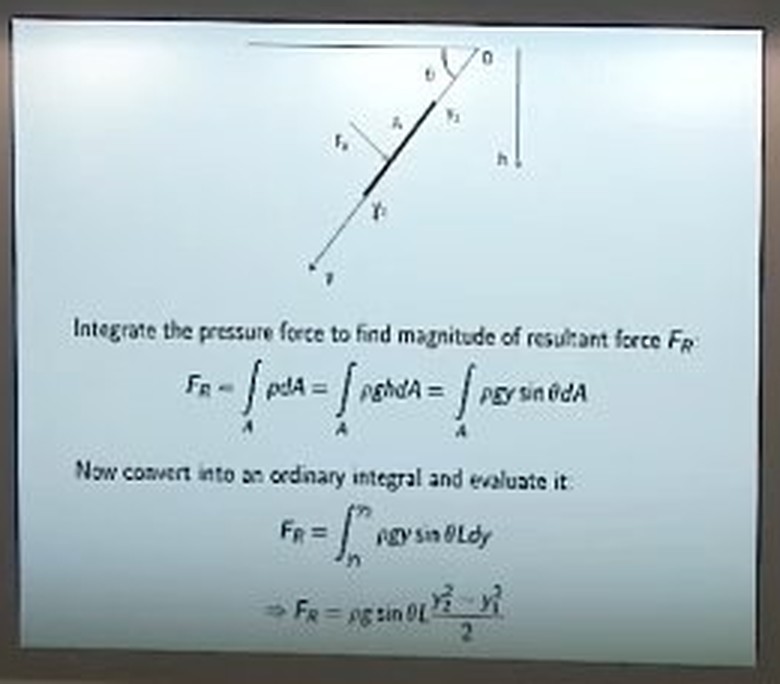 θ
0
A
y₂
F_R
h
y₁
y
Integrate the pressure force to find magnitude of resultant force F_R
F_R = ∫_A pdA = ∫_A ρghdA = ∫_A ρgy sin θdA
Now convert into an ordinary integral and evaluate it
F_R = ∫ ρgy sin θLdy
⇒ F_R = ρg sin θL (y₂² − y₁²)/2